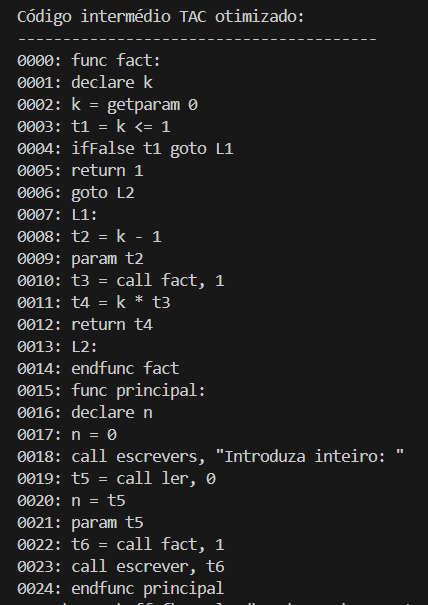 Código intermédio TAC otimizado:
----------------------------------------
0000: func fact:
0001: declare k
0002: k = getparam 0
0003: t1 = k <= 1
0004: ifFalse t1 goto L1
0005: return 1
0006: goto L2
0007: L1:
0008: t2 = k - 1
0009: param t2
0010: t3 = call fact, 1
0011: t4 = k * t3
0012: return t4
0013: L2:
0014: endfunc fact
0015: func principal:
0016: declare n
0017: n = 0
0018: call escrevers, "Introduza inteiro: "
0019: t5 = call ler, 0
0020: n = t5
0021: param t5
0022: t6 = call fact, 1
0023: call escrever, t6
0024: endfunc principal